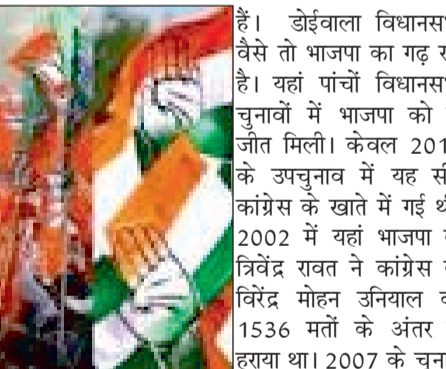 हैं। डोईवाला
वैसे तो भाजपा का गढ़
है। यहां पांचों
चुनावों में भाजपा को
जीत मिली। केवल
के उपचुनाव में यह
कांग्रेस के खाते में गई
2002 में यहां भाजपा
त्रिवेंद्र रावत ने कांग्रेस
विरेंद्र मोहन उनियाल
1536 मतों के अंतर
हराया था। 2007 के